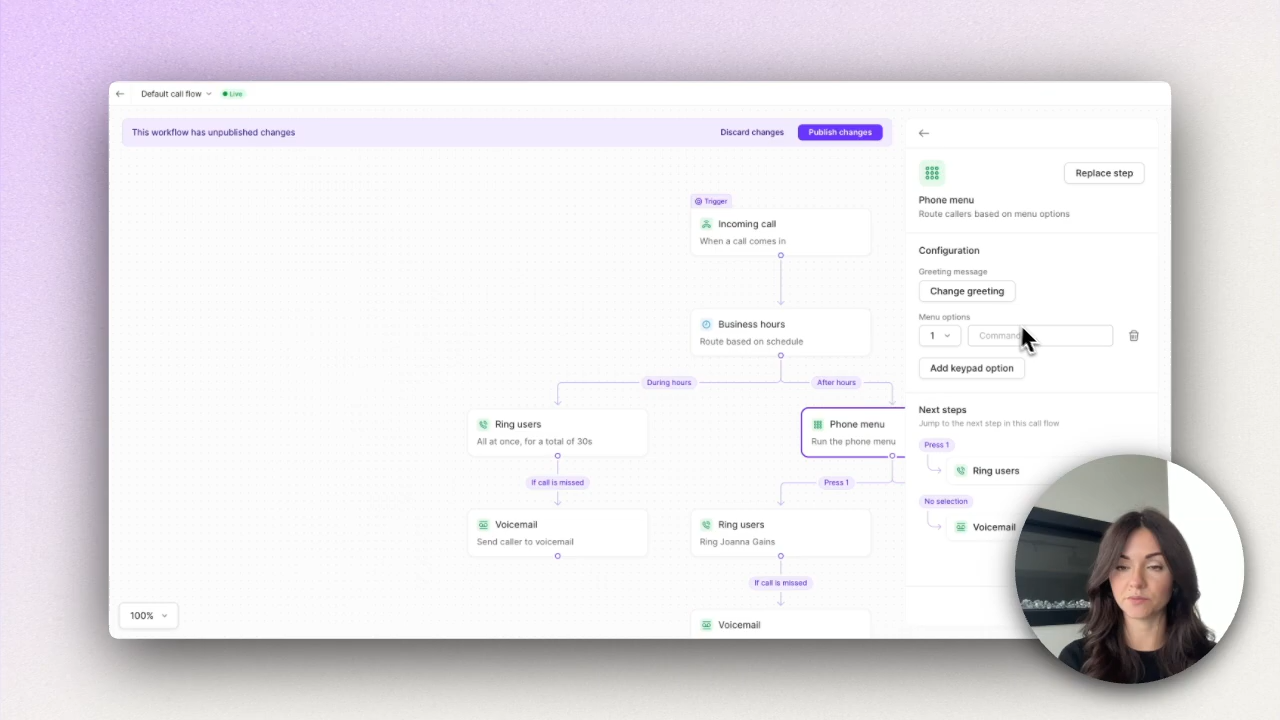 Default call flow
Live
This workflow has unpublished changes
Discard changes
Publish changes
Trigger
Incoming call
When a call comes in
Business hours
Route based on schedule
During hours
After hours
Ring users
All at once, for a total of 30s
Phone menu
Run the phone menu
If call is missed
Press 1
Voicemail
Send caller to voicemail
Ring users
Ring Joanna Gains
If call is missed
Voicemail
100%
Replace step
Phone menu
Route callers based on menu options
Configuration
Greeting message
Change greeting
Menu options
1
Command
Add keypad option
Next steps
Jump to the next step in this call flow
Press 1
Ring users
No selection
Voicemail